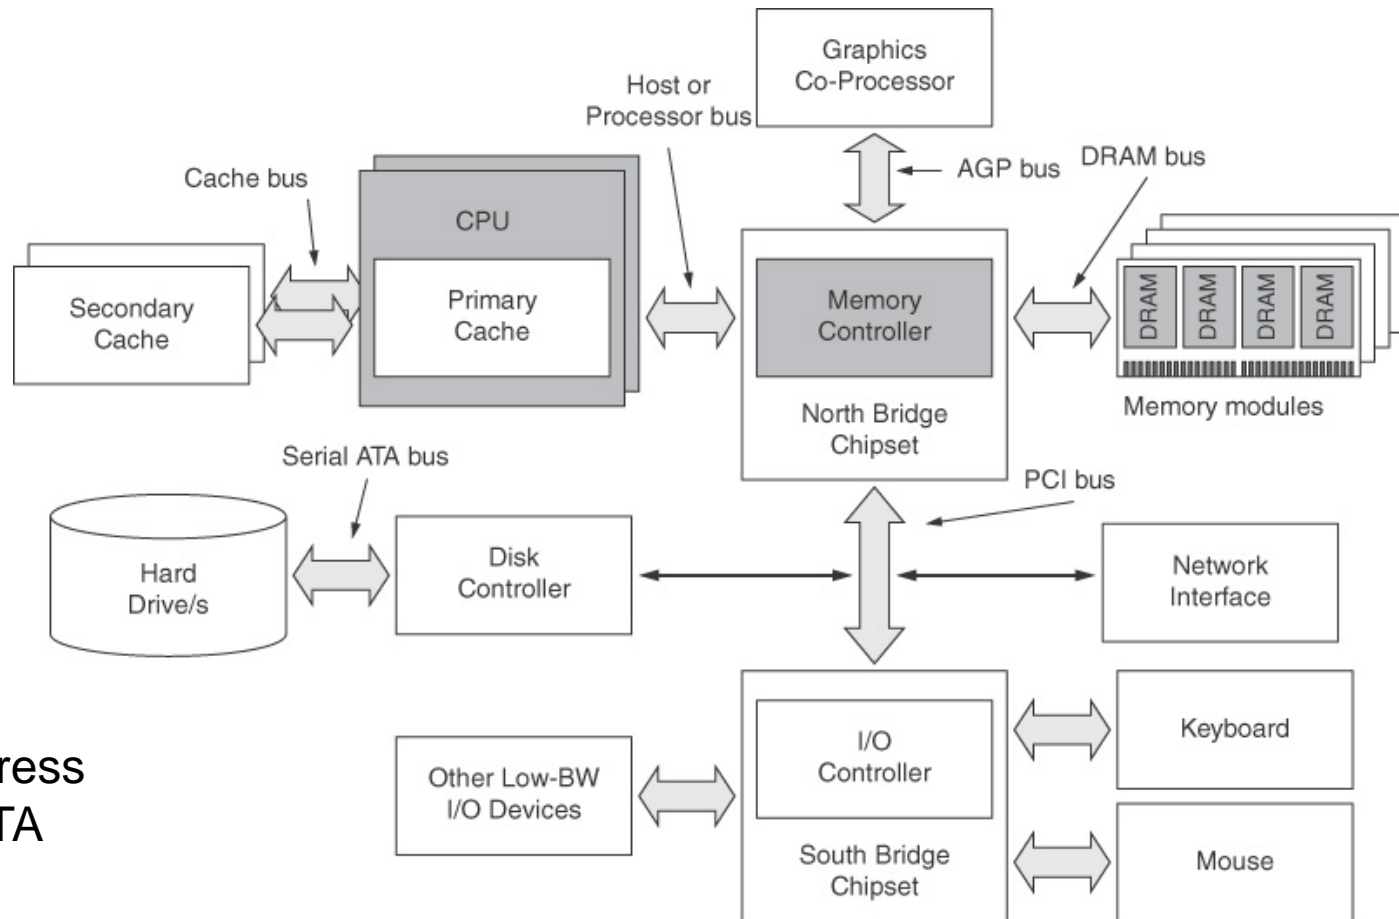 Graphics
Co-Processor
Host or
Processor bus
AGP bus
DRAM bus
Cache bus
CPU
Primary
Cache
Secondary
Cache
Memory
Controller
North Bridge
Chipset
DRAM
DRAM
DRAM
DRAM
Memory modules
Serial ATA bus
PCI bus
Hard
Drive/s
Disk
Controller
Network
Interface
ress
TA
Other Low-BW
I/O Devices
I/O
Controller
South Bridge
Chipset
Keyboard
Mouse